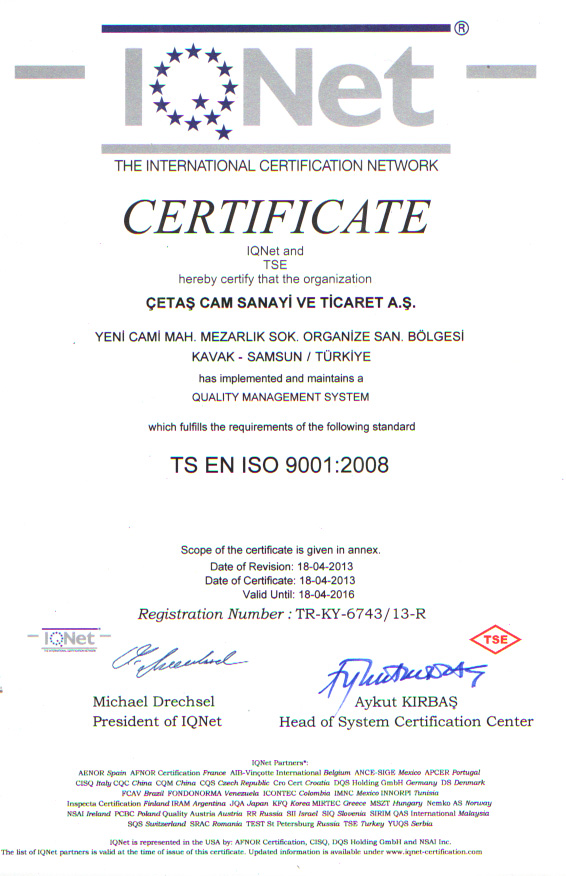 IQNet ®
THE INTERNATIONAL CERTIFICATION NETWORK
CERTIFICATE
IQNet and
TSE
hereby certify that the organization
ÇETAŞ CAM SANAYİ VE TİCARET A.Ş.
YENİ CAMİ MAH. MEZARLIK SOK. ORGANİZE SAN. BÖLGESİ
KAVAK - SAMSUN / TÜRKİYE
has implemented and maintains a
QUALITY MANAGEMENT SYSTEM
which fulfills the requirements of the following standard
TS EN ISO 9001:2008
Scope of the certificate is given in annex.
Date of Revision: 18-04-2013
Date of Certificate: 18-04-2013
Valid Until: 18-04-2016
Registration Number : TR-KY-6743/13-R
IQNet
THE INTERNATIONAL CERTIFICATION NETWORK
TSE
Michael Drechsel
President of IQNet
Aykut KIRBAŞ
Head of System Certification Center
IQNet Partners*:
AENOR Spain AFNOR Certification France AIB-Vinçotte International Belgium ANCE-SIGE Mexico APCER Portugal
CISQ Italy CQC China CQM China CQS Czech Republic Cro Cert Croatia DQS Holding GmbH Germany DS Denmark
FCAV Brazil FONDONORMA Venezuela ICONTEC Colombia IMNC Mexico INNORPI Tunisia
Inspecta Certification Finland IRAM Argentina JQA Japan KFQ Korea MIRTEC Greece MSZT Hungary Nemko AS Norway
NSAI Ireland PCBC Poland Quality Austria Austria RR Russia SII Israel SIQ Slovenia SIRIM QAS International Malaysia
SQS Switzerland SRAC Romania TEST St Petersburg Russia TSE Turkey YUQS Serbia
IQNet is represented in the USA by: AFNOR Certification, CISQ, DQS Holding GmbH and NSAI Inc.
The list of IQNet partners is valid at the time of issue of this certificate. Updated information is available under www.iqnet-certification.com